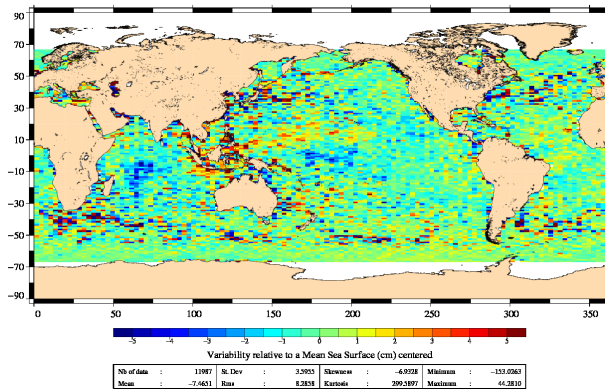 90
70
50
30
10
−10
−30
−50
−70
−90
0 50 100 150 200 250 300 350
−5 −4 −3 −2 −1 0 1 2 3 4 5
Variability relative to a Mean Sea Surface (cm) centered
Nb of data : 11987 St. Dev : 3.5935 Skewness : −6.9328 Minimum : −153.0263
Mean : −7.4651 Rms : 8.2858 Kurtosis : 299.5897 Maximum : 44.2810